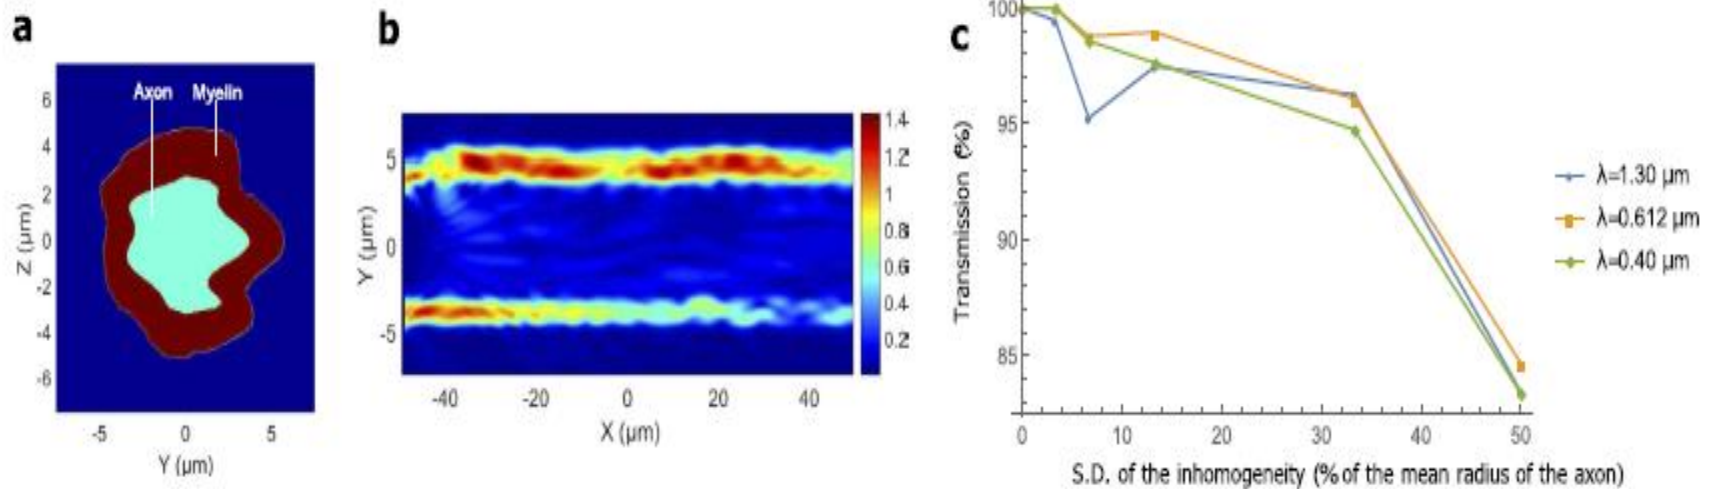 a
Axon Myelin
6
4
2
0
-2
-4
-6
Z (μm)
-5 0 5
Y (μm)
b
5
0
-5
Y (μm)
-40 -20 0 20 40
X (μm)
1.4
1.2
1
0.8
0.6
0.4
0.2
c
100
95
90
85
Transmission (%)
0 10 20 30 40 50
S.D. of the inhomogeneity (% of the mean radius of the axon)
λ=1.30 μm
λ=0.612 μm
λ=0.40 μm